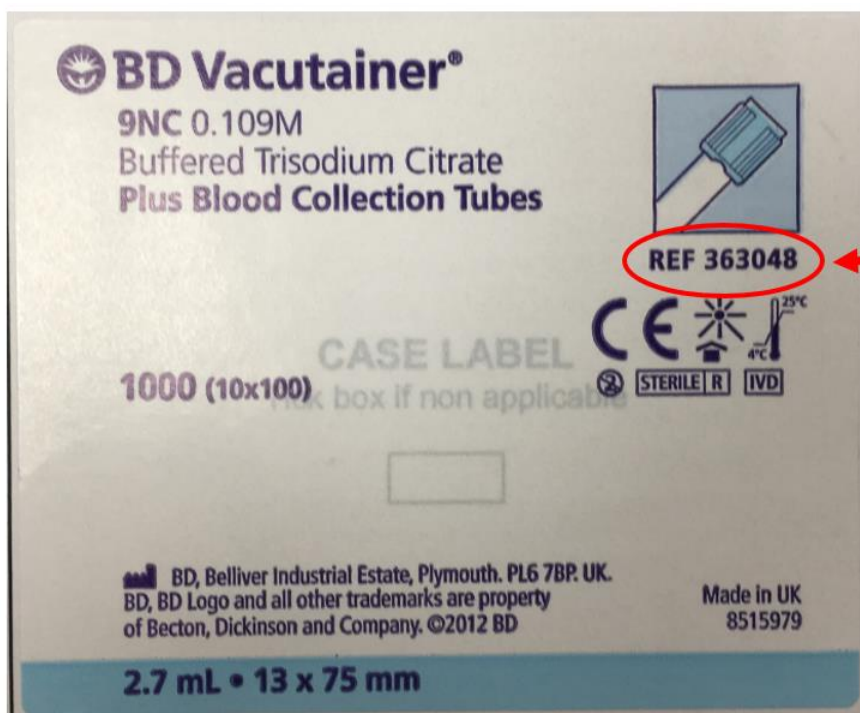 BD Vacutainer®
9NC 0.109M
Buffered Trisodium Citrate
Plus Blood Collection Tubes
REF 363048
CE
25°C
4°C
STERILE R IVD
CASE LABEL
box if non applicable
1000 (10x100)
BD, Belliver Industrial Estate, Plymouth. PL6 7BP. UK.
BD, BD Logo and all other trademarks are property
of Becton, Dickinson and Company. ©2012 BD
Made in UK
8515979
2.7 mL • 13 x 75 mm